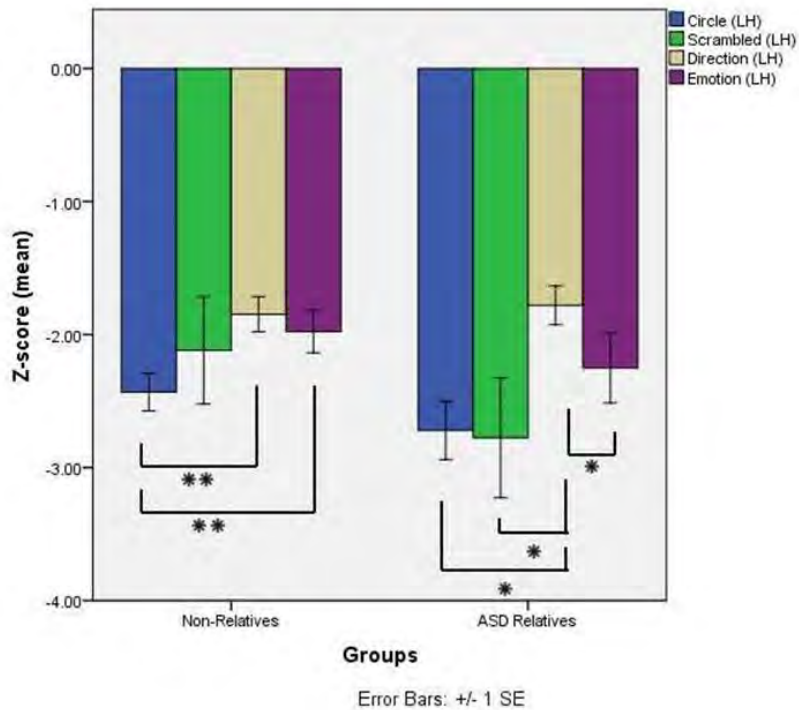 Circle (LH)
Scrambled (LH)
Direction (LH)
Emotion (LH)
0.00
-1.00
-2.00
-3.00
-4.00
Z-score (mean)
**
**
*
*
*
Non-Relatives
ASD Relatives
Groups
Error Bars: +/- 1 SE